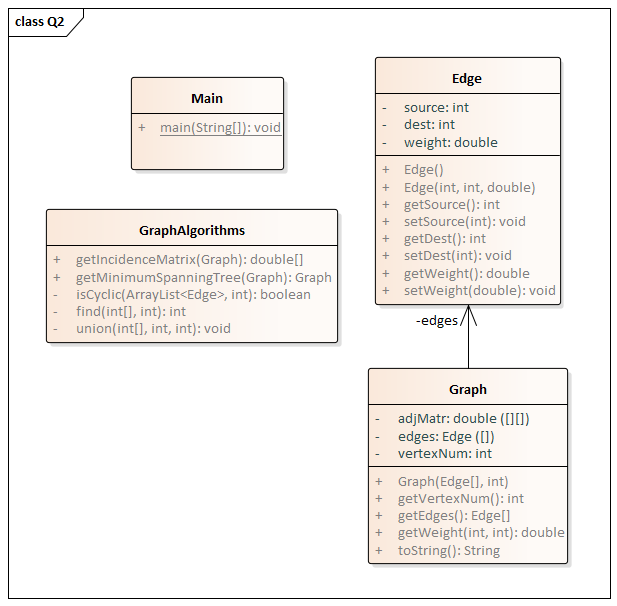 class Q2
Main
+ main(String[]): void
GraphAlgorithms
+ getIncidenceMatrix(Graph): double[]
+ getMinimumSpanningTree(Graph): Graph
- isCyclic(ArrayList<Edge>, int): boolean
- find(int[], int): int
- union(int[], int, int): void
Edge
- source: int
- dest: int
- weight: double
+ Edge()
+ Edge(int, int, double)
+ getSource(): int
+ setSource(int): void
+ getDest(): int
+ setDest(int): void
+ getWeight(): double
+ setWeight(double): void
-edges
Graph
- adjMatr: double ([][])
- edges: Edge ([])
- vertexNum: int
+ Graph(Edge[], int)
+ getVertexNum(): int
+ getEdges(): Edge[]
+ getWeight(int, int): double
+ toString(): String